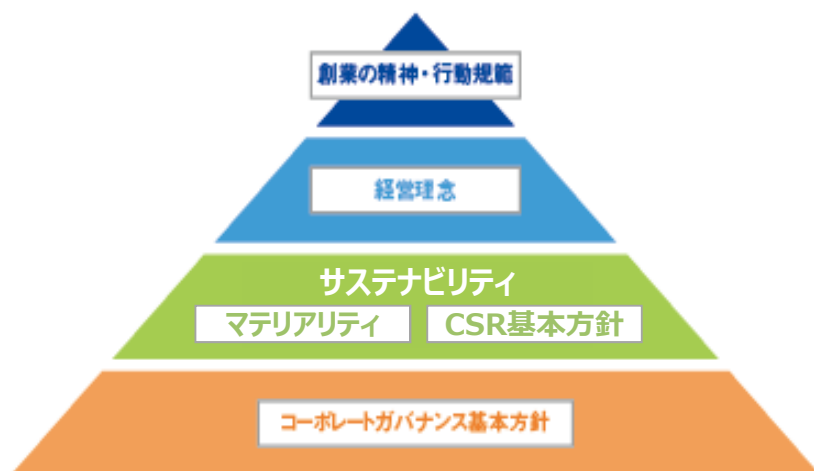 創業の精神・行動規範
経営理念
サステナビリティ
マテリアリティ CSR基本方針
コーポレートガバナンス基本方針